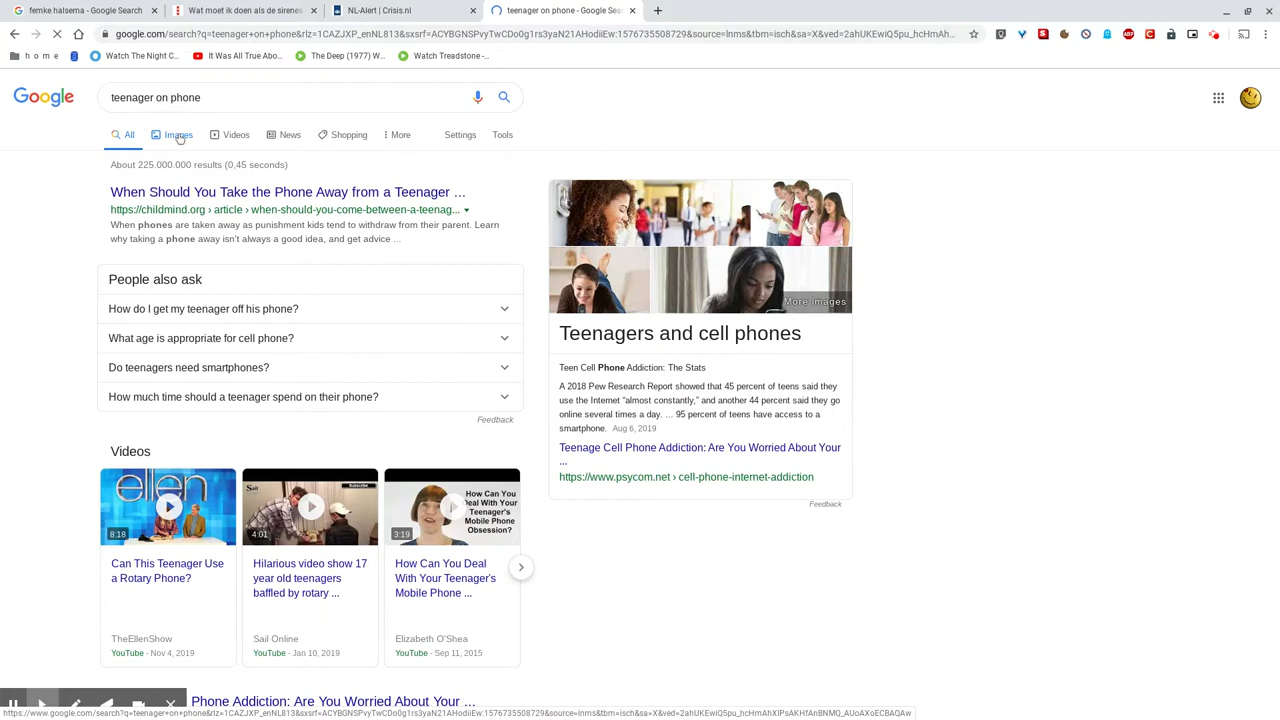 femke halsema - Google Search
Wat moet ik doen als de sirenes
NL-Alert | Crisis.nl
teenager on phone - Google Sea
google.com/search?q=teenager+on+phone&rlz=1CAZJXP_enNL813&sxsrf=ACYBGNSPvyTwCDo0g1rs3yaN21AHodiiEw:1576735508729&source=lnms&tbm=isch&sa=X&ved=2ahUKEwiQ5pu_hcHmAh...
h o m e
Watch The Night C...
It Was All True Abo...
The Deep (1977) W...
Watch Treadstone -...
Google
teenager on phone
All
Images
Videos
News
Shopping
More
Settings
Tools
About 225.000.000 results (0,45 seconds)
When Should You Take the Phone Away from a Teenager ...
https://childmind.org › article › when-should-you-come-between-a-teenag...
When phones are taken away as punishment kids tend to withdraw from their parent. Learn
why taking a phone away isn't always a good idea, and get advice ...
People also ask
How do I get my teenager off his phone?
What age is appropriate for cell phone?
Do teenagers need smartphones?
How much time should a teenager spend on their phone?
Feedback
More images
Teenagers and cell phones
Teen Cell Phone Addiction: The Stats
A 2018 Pew Research Report showed that 45 percent of teens said they
use the Internet “almost constantly,” and another 44 percent said they go
online several times a day. ... 95 percent of teens have access to a
smartphone. Aug 6, 2019
Teenage Cell Phone Addiction: Are You Worried About Your
...
https://www.psycom.net › cell-phone-internet-addiction
Feedback
Videos
ellen
8:18
Can This Teenager Use
a Rotary Phone?
TheEllenShow
YouTube - Nov 4, 2019
Sail
Subscribe
4:01
Hilarious video show 17
year old teenagers
baffled by rotary ...
Sail Online
YouTube - Jan 10, 2019
How Can You
Deal With Your
Teenager's
Mobile Phone
Obsession?
3:19
How Can You Deal
With Your Teenager's
Mobile Phone ...
Elizabeth O'Shea
YouTube - Sep 11, 2015
Phone Addiction: Are You Worried About Your ...
https://www.google.com/search?q=teenager+on+phone&rlz=1CAZJXP_enNL813&sxsrf=ACYBGNSPvyTwCDo0g1rs3yaN21AHodiiEw:1576735508729&source=lnms&tbm=isch&sa=X&ved=2ahUKEwiQ5pu_hcHmAhXIPsAKHfAnBNMQ_AUoAXoECBAQAw